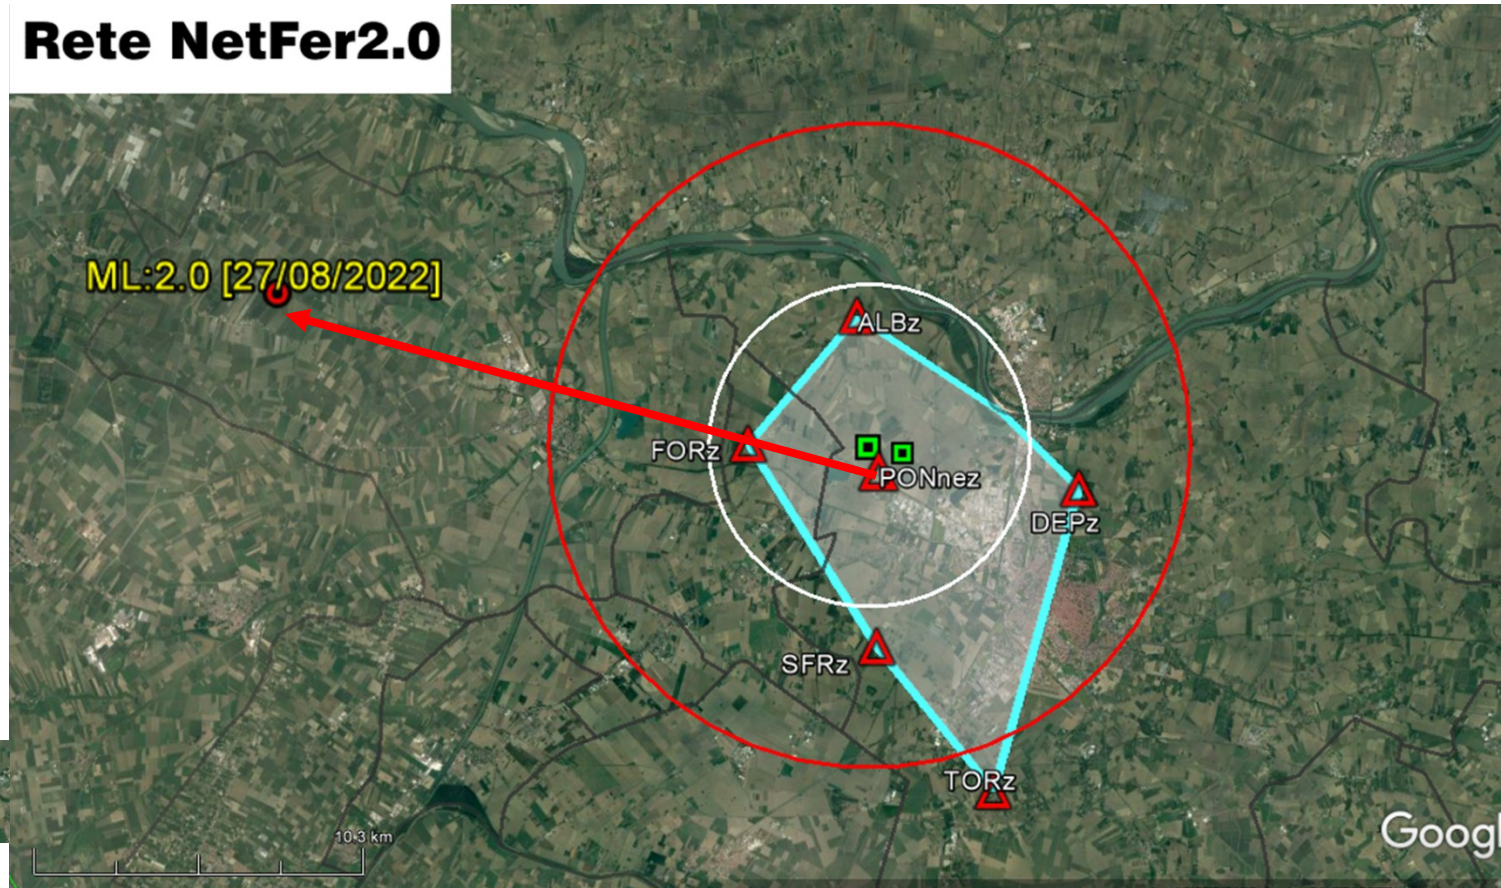 Rete NetFer2.0
ML:2.0 [27/08/2022]
ALBz
FORz
PONnez
DEPz
SFRz
TORz
10.3 km
Googl